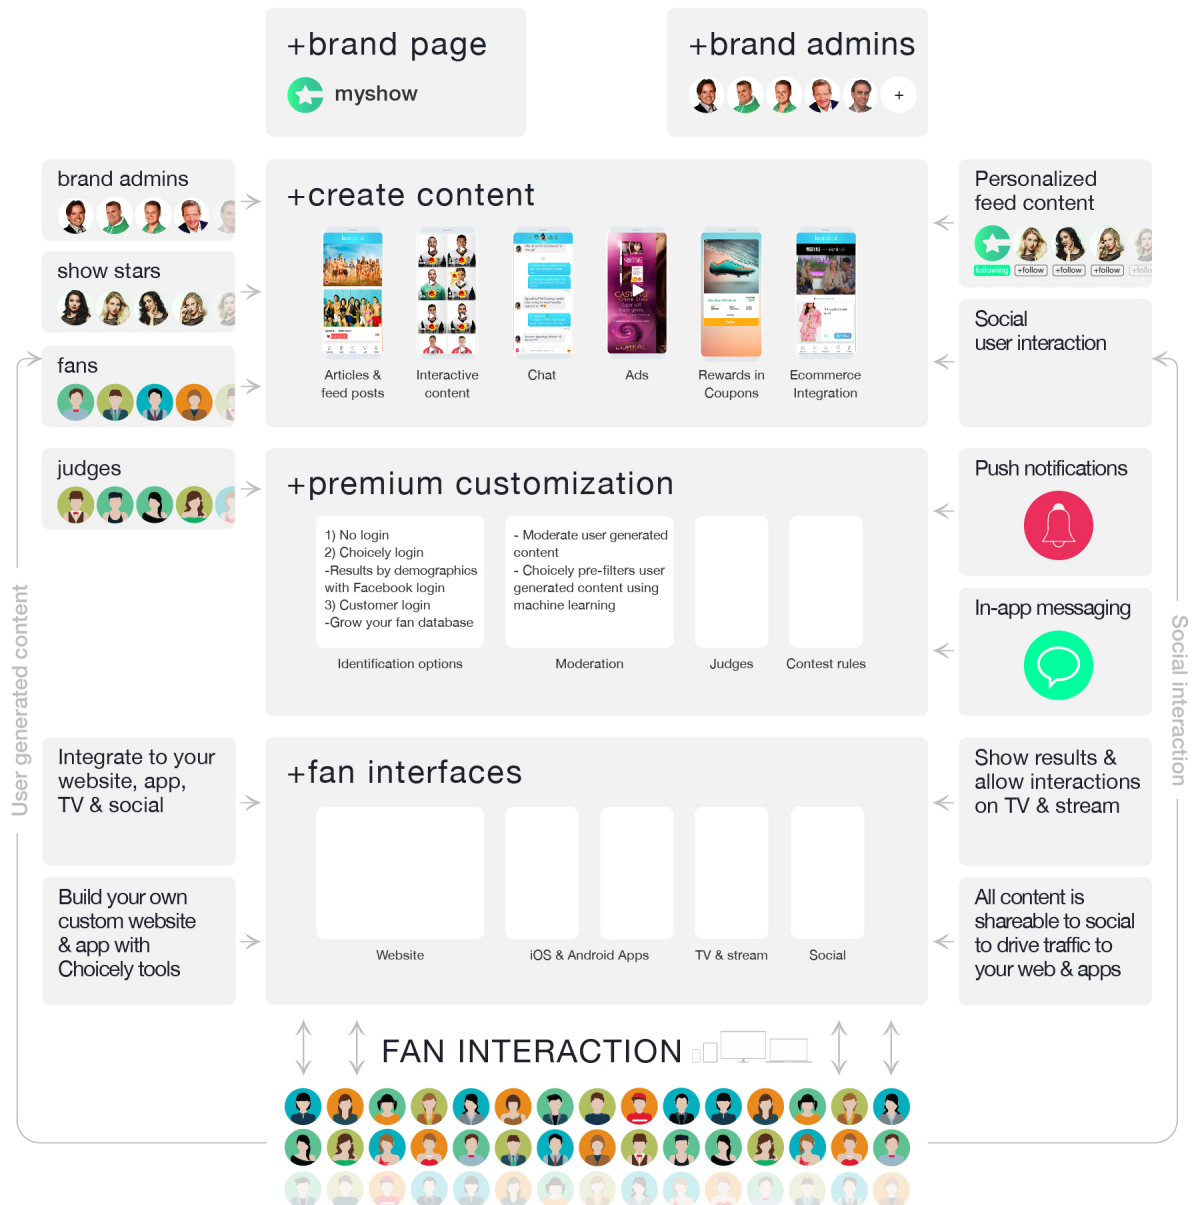 +brand page
myshow
+brand admins
+
brand admins
show stars
fans
judges
+create content
Articles &
feed posts
Interactive
content
Chat
Ads
Rewards in
Coupons
Ecommerce
Integration
Personalized
feed content
following
+follow
+follow
+follow
Social
user interaction
+premium customization
1) No login
2) Choicely login
-Results by demographics
with Facebook login
3) Customer login
-Grow your fan database
Identification options
- Moderate user generated
content
- Choicely pre-filters user
generated content using
machine learning
Moderation
Judges
Contest rules
Push notifications
In-app messaging
User generated content
Social interaction
Integrate to your
website, app,
TV & social
Build your own
custom website
& app with
Choicely tools
+fan interfaces
Website
iOS & Android Apps
TV & stream
Social
Show results &
allow interactions
on TV & stream
All content is
shareable to social
to drive traffic to
your web & apps
FAN INTERACTION